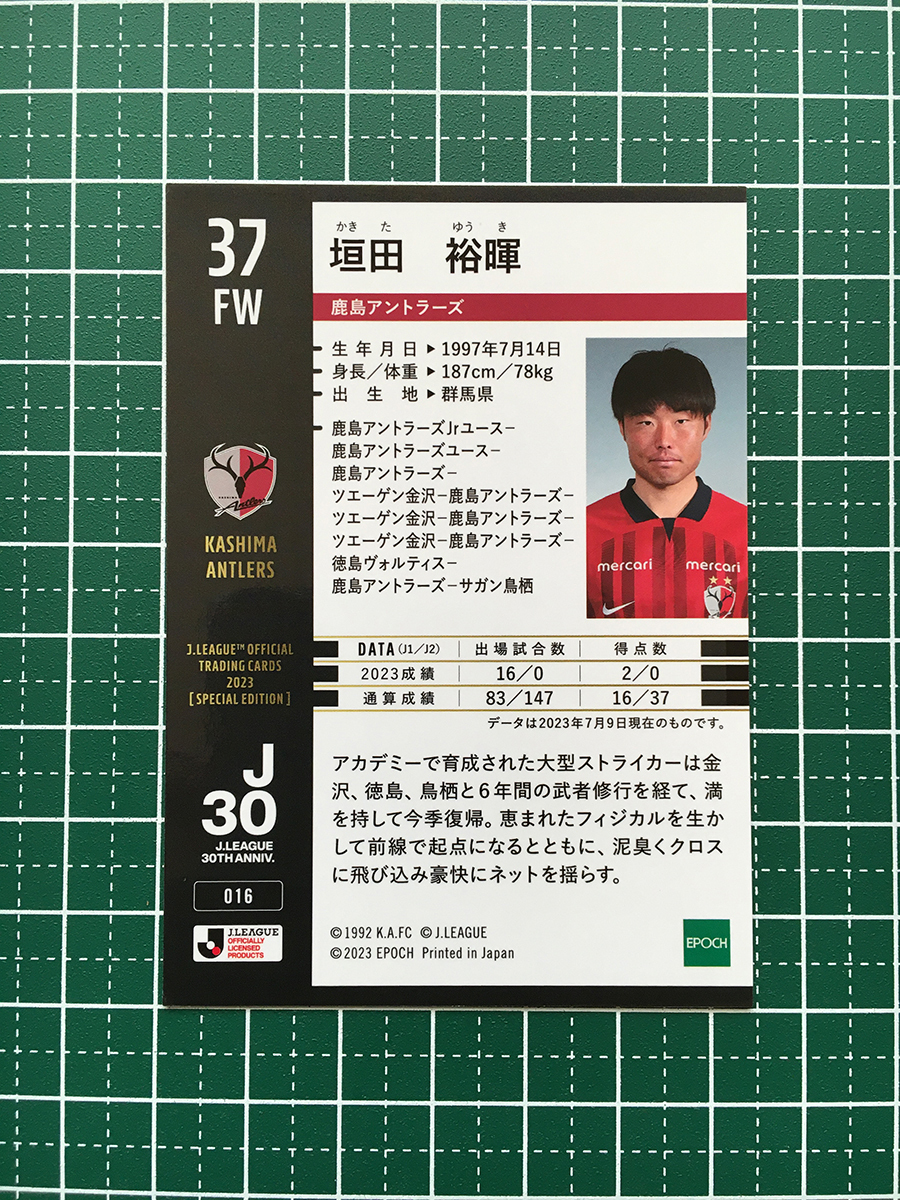 37
FW
KASHIMA
Antlers
KASHIMA
ANTLERS
J.LEAGUE™ OFFICIAL
TRADING CARDS
2023
[ SPECIAL EDITION ]
J
30
J.LEAGUE
30TH ANNIV.
016
J.LEAGUE
OFFICIALLY
LICENSED
PRODUCTS
かき た ゆう き
垣田 裕暉
鹿島アントラーズ
生年月日▶1997年7月14日
身長／体重▶187cm／78kg
出生地▶群馬県
鹿島アントラーズJrユース−
鹿島アントラーズユース−
鹿島アントラーズ−
ツエーゲン金沢−鹿島アントラーズ−
ツエーゲン金沢−鹿島アントラーズ−
ツエーゲン金沢−鹿島アントラーズ−
徳島ヴォルティス−
鹿島アントラーズ−サガン鳥栖
mercari mercari
DATA（J1／J2） 出場試合数 得点数
2023成績 16／0 2／0
通算成績 83／147 16／37
データは2023年7月9日現在のものです。
アカデミーで育成された大型ストライカーは金
沢、徳島、鳥栖と6年間の武者修行を経て、満
を持して今季復帰。恵まれたフィジカルを生か
して前線で起点になるとともに、泥臭くクロス
に飛び込み豪快にネットを揺らす。
©1992 K.A.FC ©J.LEAGUE
©2023 EPOCH Printed in Japan
EPOCH